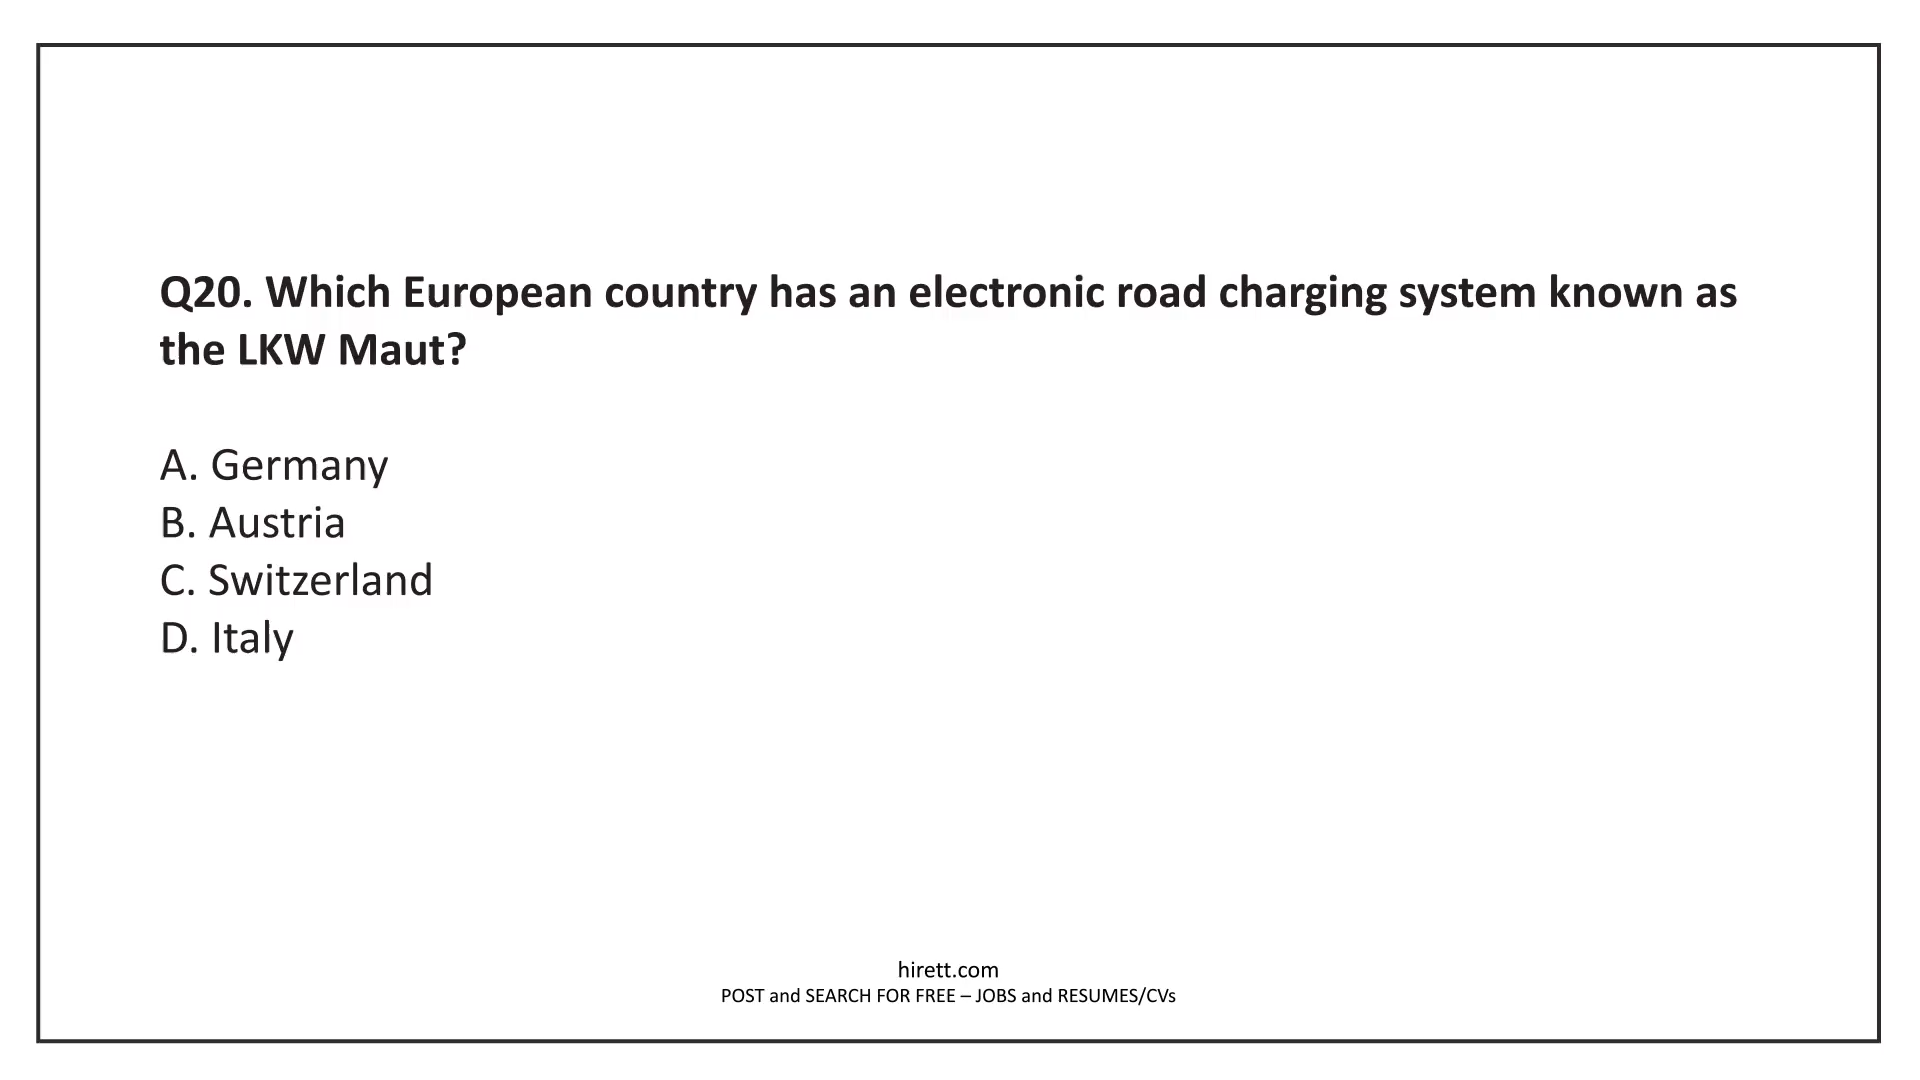 Q20. Which European country has an electronic road charging system known as
the LKW Maut?
A. Germany
B. Austria
C. Switzerland
D. Italy
hirett.com
POST and SEARCH FOR FREE – JOBS and RESUMES/CVs